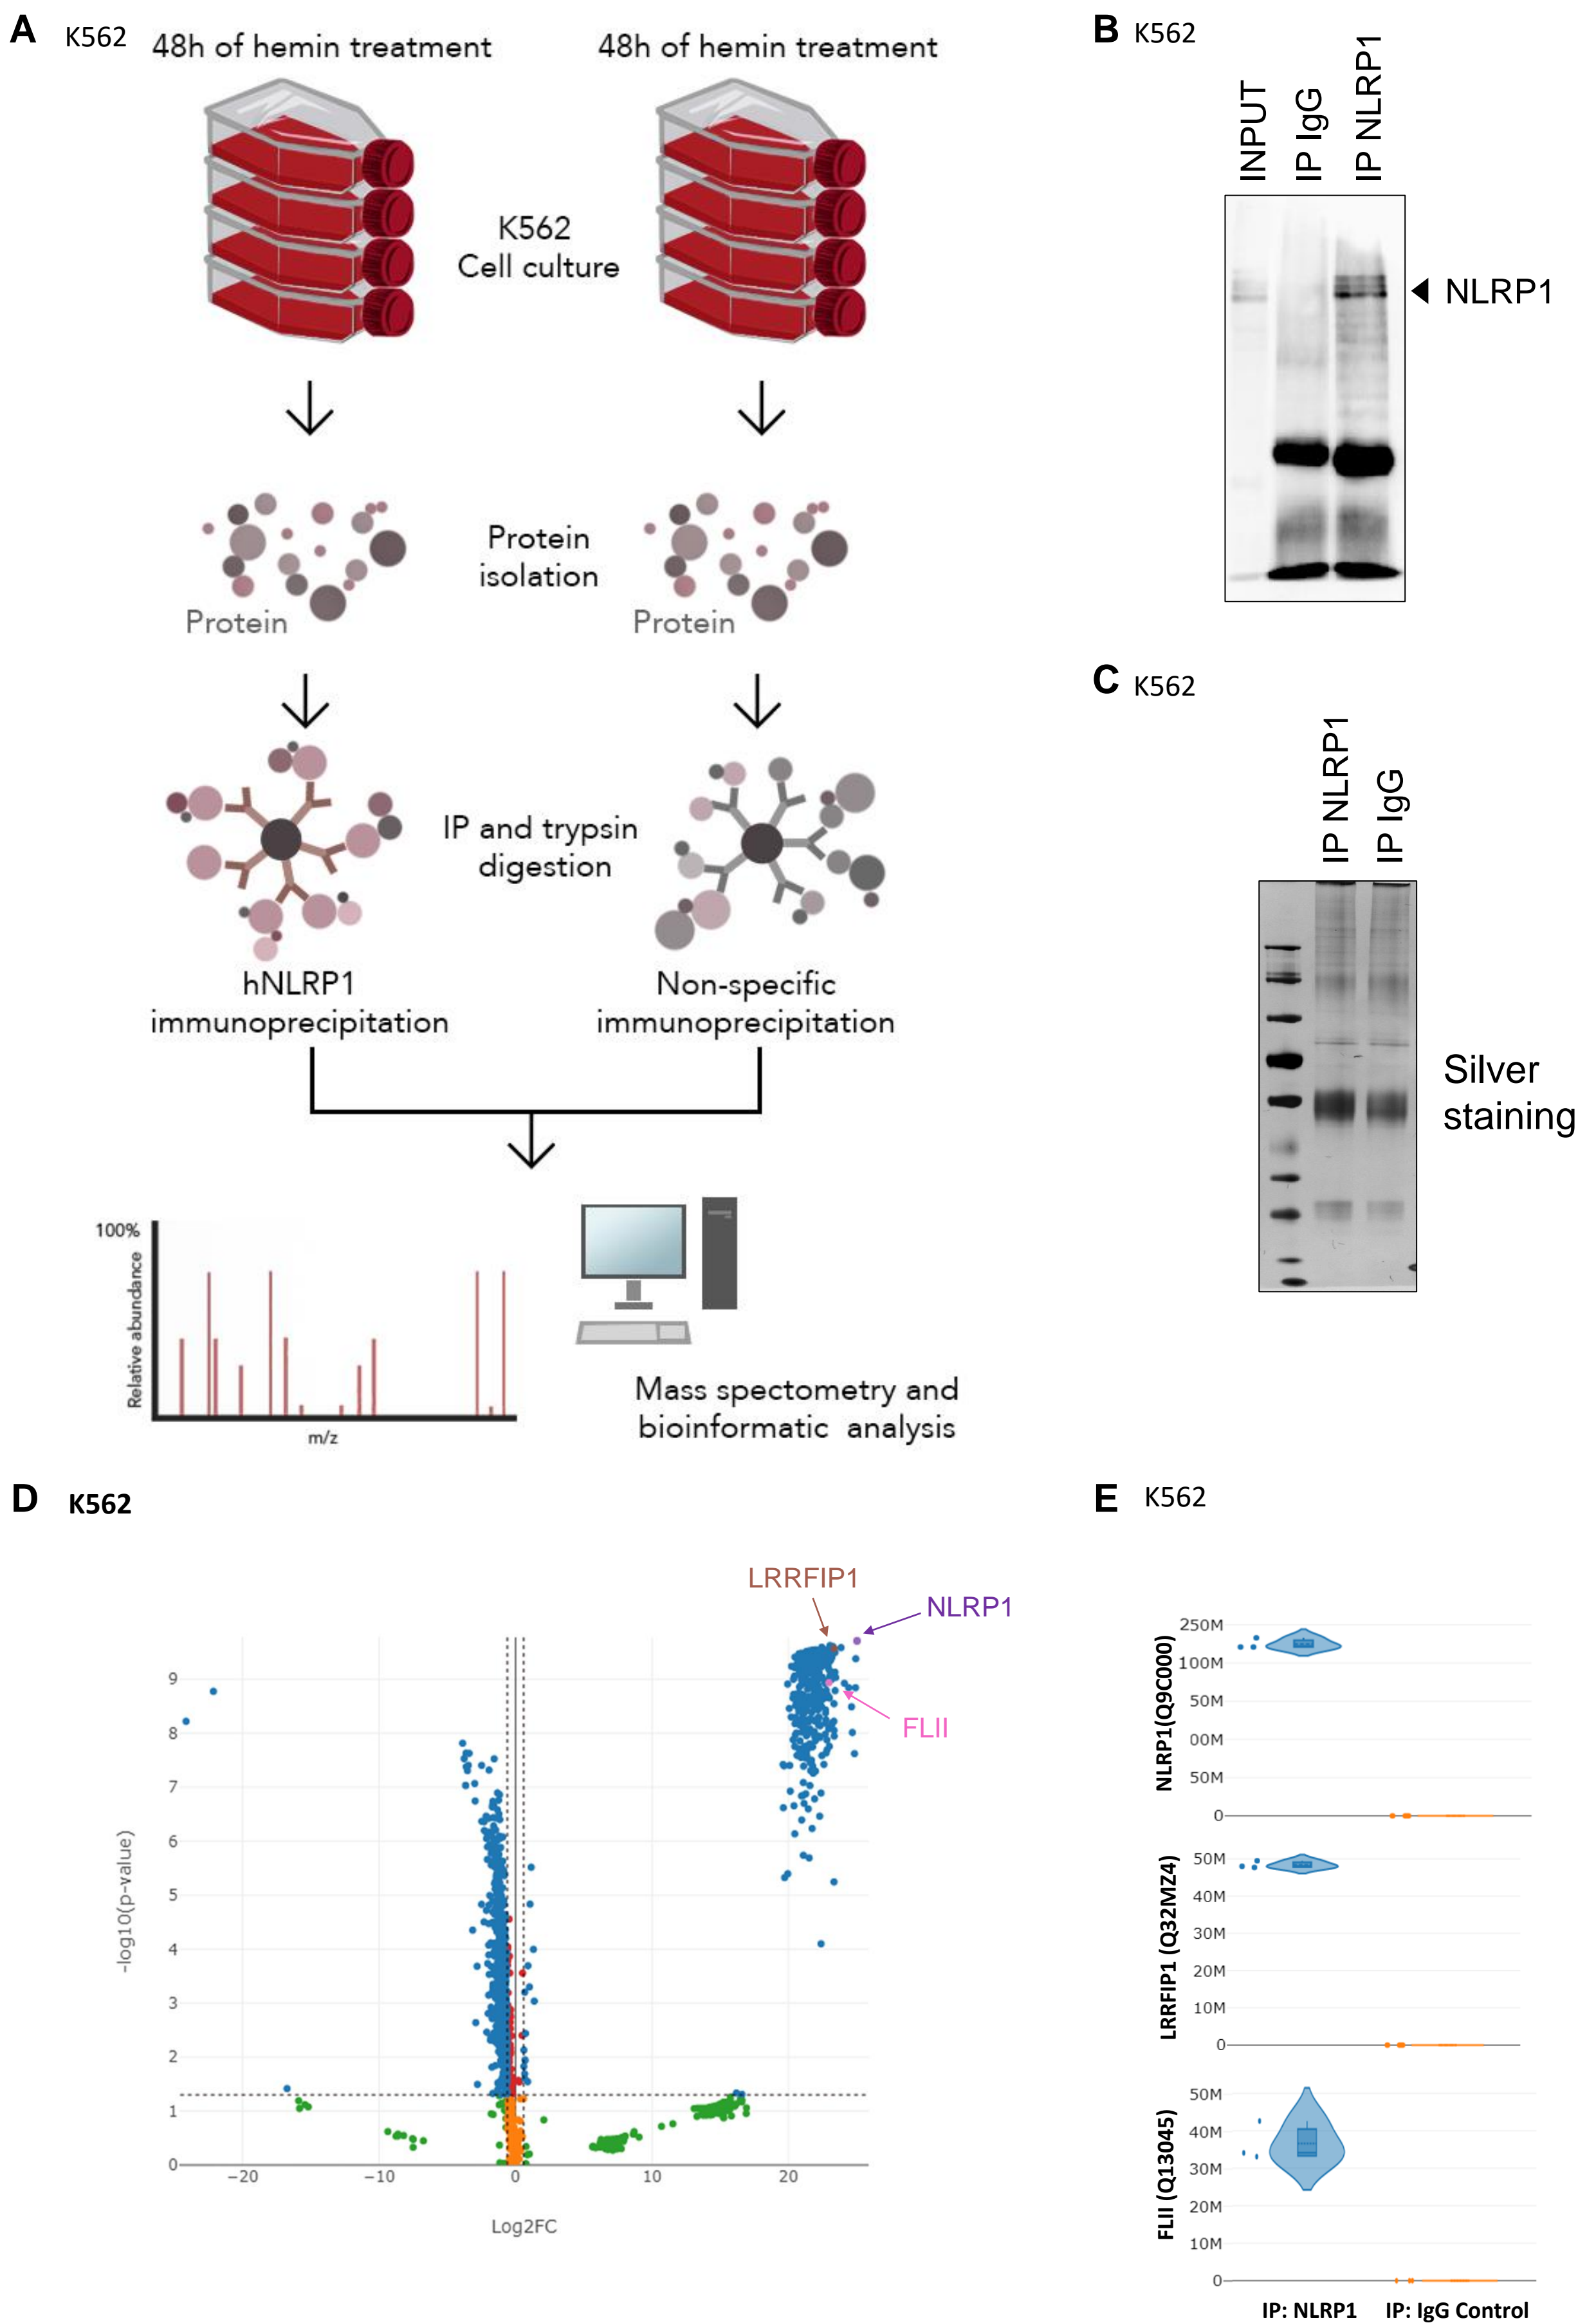 A K562
48h of hemin treatment
48h of hemin treatment
K562
Cell culture
Protein
isolation
Protein
Protein
IP and trypsin
digestion
hNLRP1
immunoprecipitation
Non-specific
immunoprecipitation
100%
Relative abundance
m/z
Mass spectometry and
bioinformatic analysis
B K562
INPUT
IP IgG
IP NLRP1
NLRP1
C K562
IP NLRP1
IP IgG
Silver
staining
D K562
LRRFIP1
NLRP1
FLII
-log10(p-value)
9
8
7
6
5
4
3
2
1
0
−20
−10
0
10
20
Log2FC
E K562
NLRP1(Q9C000)
250M
100M
50M
00M
50M
0
LRRFIP1 (Q32MZ4)
50M
40M
30M
20M
10M
0
FLII (Q13045)
50M
40M
30M
20M
10M
0
IP: NLRP1
IP: IgG Control